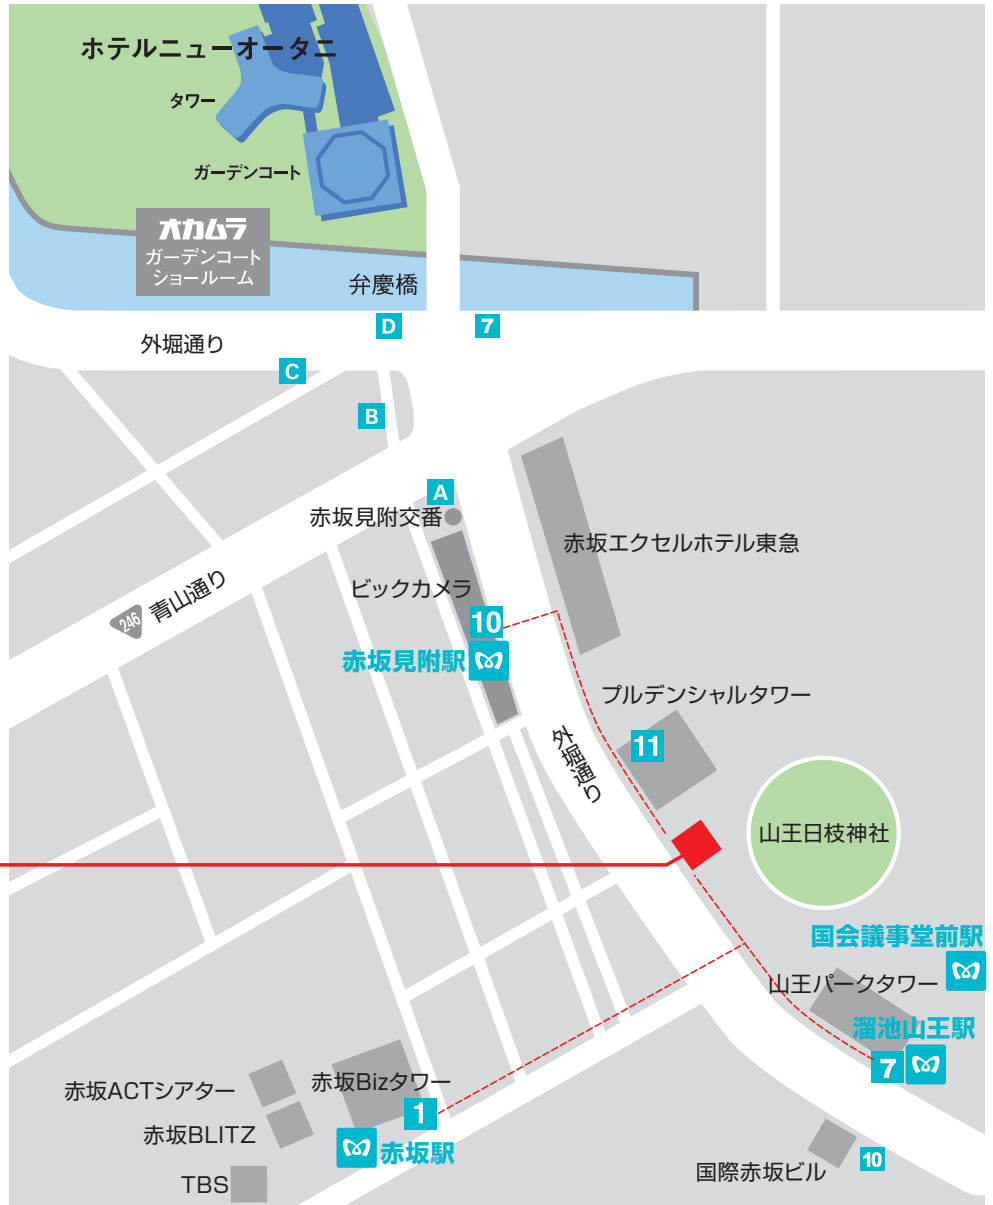 ホテルニューオータニ
タワー
ガーデンコート
オカムラ
ガーデンコート
ショールーム
弁慶橋
D
7
外堀通り
C
B
A
赤坂見附交番
赤坂エクセルホテル東急
246
青山通り
ビックカメラ
10
赤坂見附駅
プルデンシャルタワー
外堀通り
11
山王日枝神社
国会議事堂前駅
山王パークタワー
溜池山王駅
7
赤坂ACTシアター
赤坂Bizタワー
1
赤坂BLITZ
赤坂駅
国際赤坂ビル
10
TBS